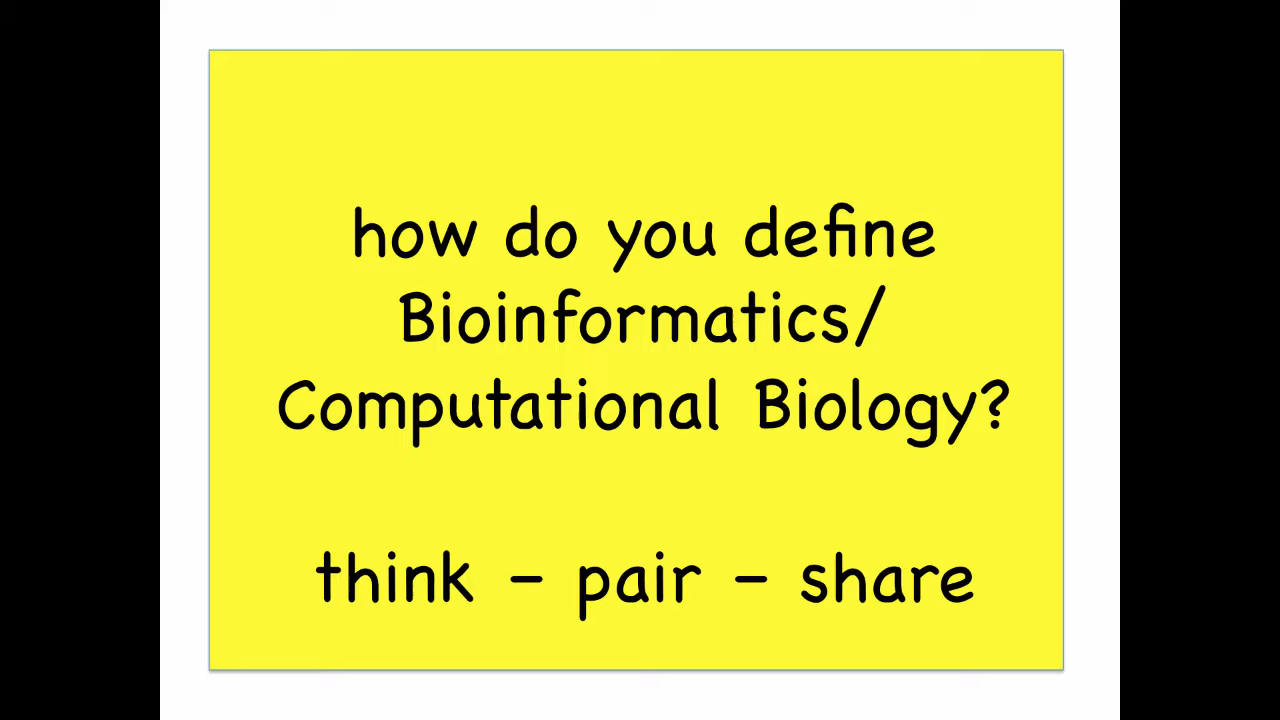 how do you define
Bioinformatics/
Computational Biology?
think – pair – share